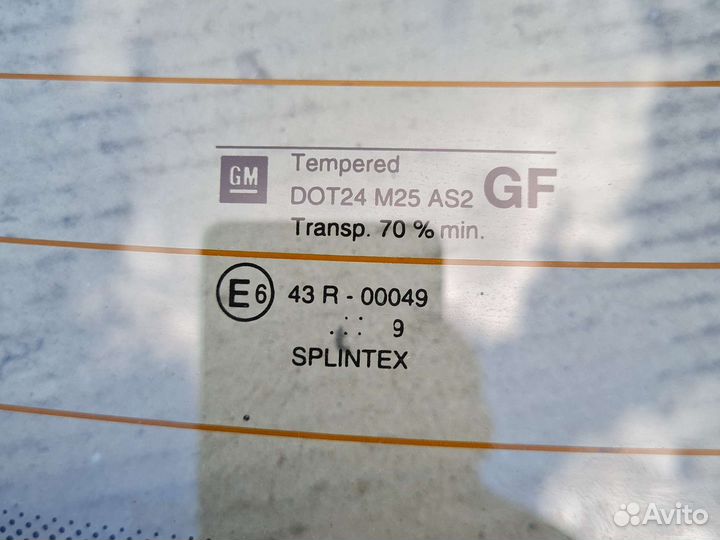 GM
Tempered
DOT24 M25 AS2 GF
Transp. 70 % min.
E6 43 R - 00049
..:: 9
SPLINTEX
Avito